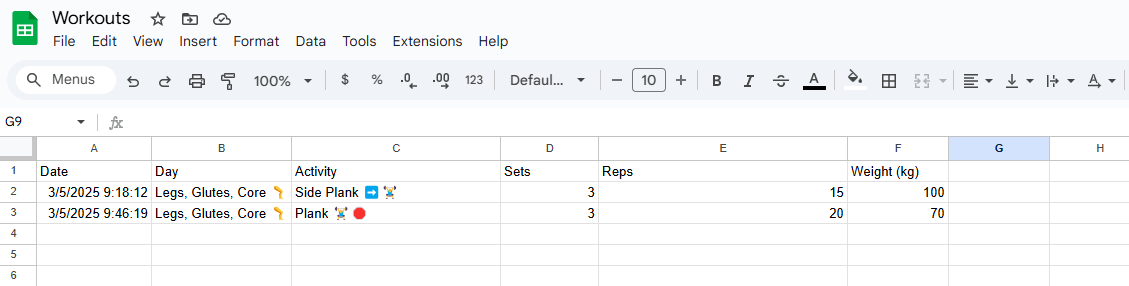 Workouts
File Edit View Insert Format Data Tools Extensions Help
Menus 100% $ % .0 .00 123 Defaul... − 10 + B I S A
G9 fx
A B C D E F G H
1 Date Day Activity Sets Reps Weight (kg)
2 3/5/2025 9:18:12 Legs, Glutes, Core 🦵 Side Plank ➡️ 🏋️ 3 15 100
3 3/5/2025 9:46:19 Legs, Glutes, Core 🦵 Plank 🏋️ 🛑 3 20 70
4
5
6